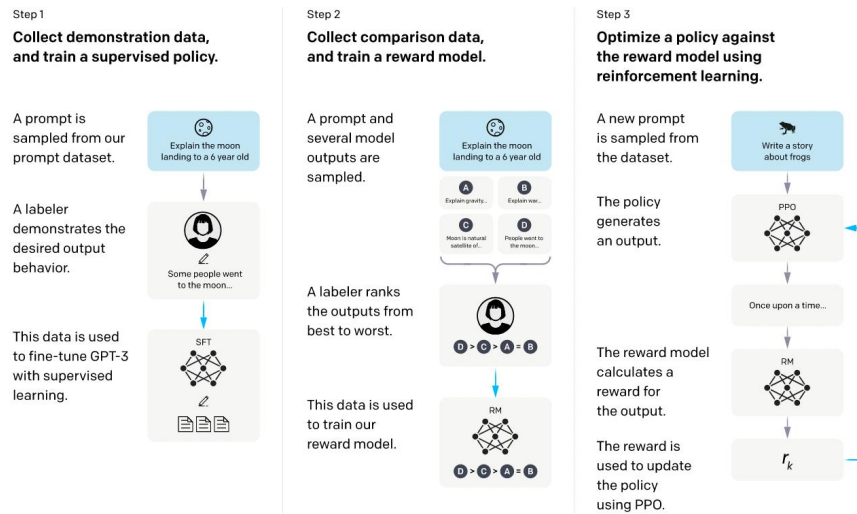 Step 1
Collect demonstration data,
and train a supervised policy.
A prompt is
sampled from our
prompt dataset.
Explain the moon
landing to a 6 year old
A labeler
demonstrates the
desired output
behavior.
Some people went
to the moon...
This data is used
to fine-tune GPT-3
with supervised
learning.
SFT
Step 2
Collect comparison data,
and train a reward model.
A prompt and
several model
outputs are
sampled.
Explain the moon
landing to a 6 year old
A
Explain gravity...
B
Explain war...
C
Moon is natural
satellite of...
D
People went to
the moon...
A labeler ranks
the outputs from
best to worst.
D > C > A = B
This data is used
to train our
reward model.
RM
D > C > A = B
Step 3
Optimize a policy against
the reward model using
reinforcement learning.
A new prompt
is sampled from
the dataset.
Write a story
about frogs
The policy
generates
an output.
PPO
Once upon a time...
The reward model
calculates a
reward for
the output.
RM
The reward is
used to update
the policy
using PPO.
rk